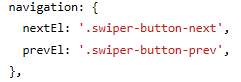 navigation: {
  nextEl: '.swiper-button-next',
  prevEl: '.swiper-button-prev',
},